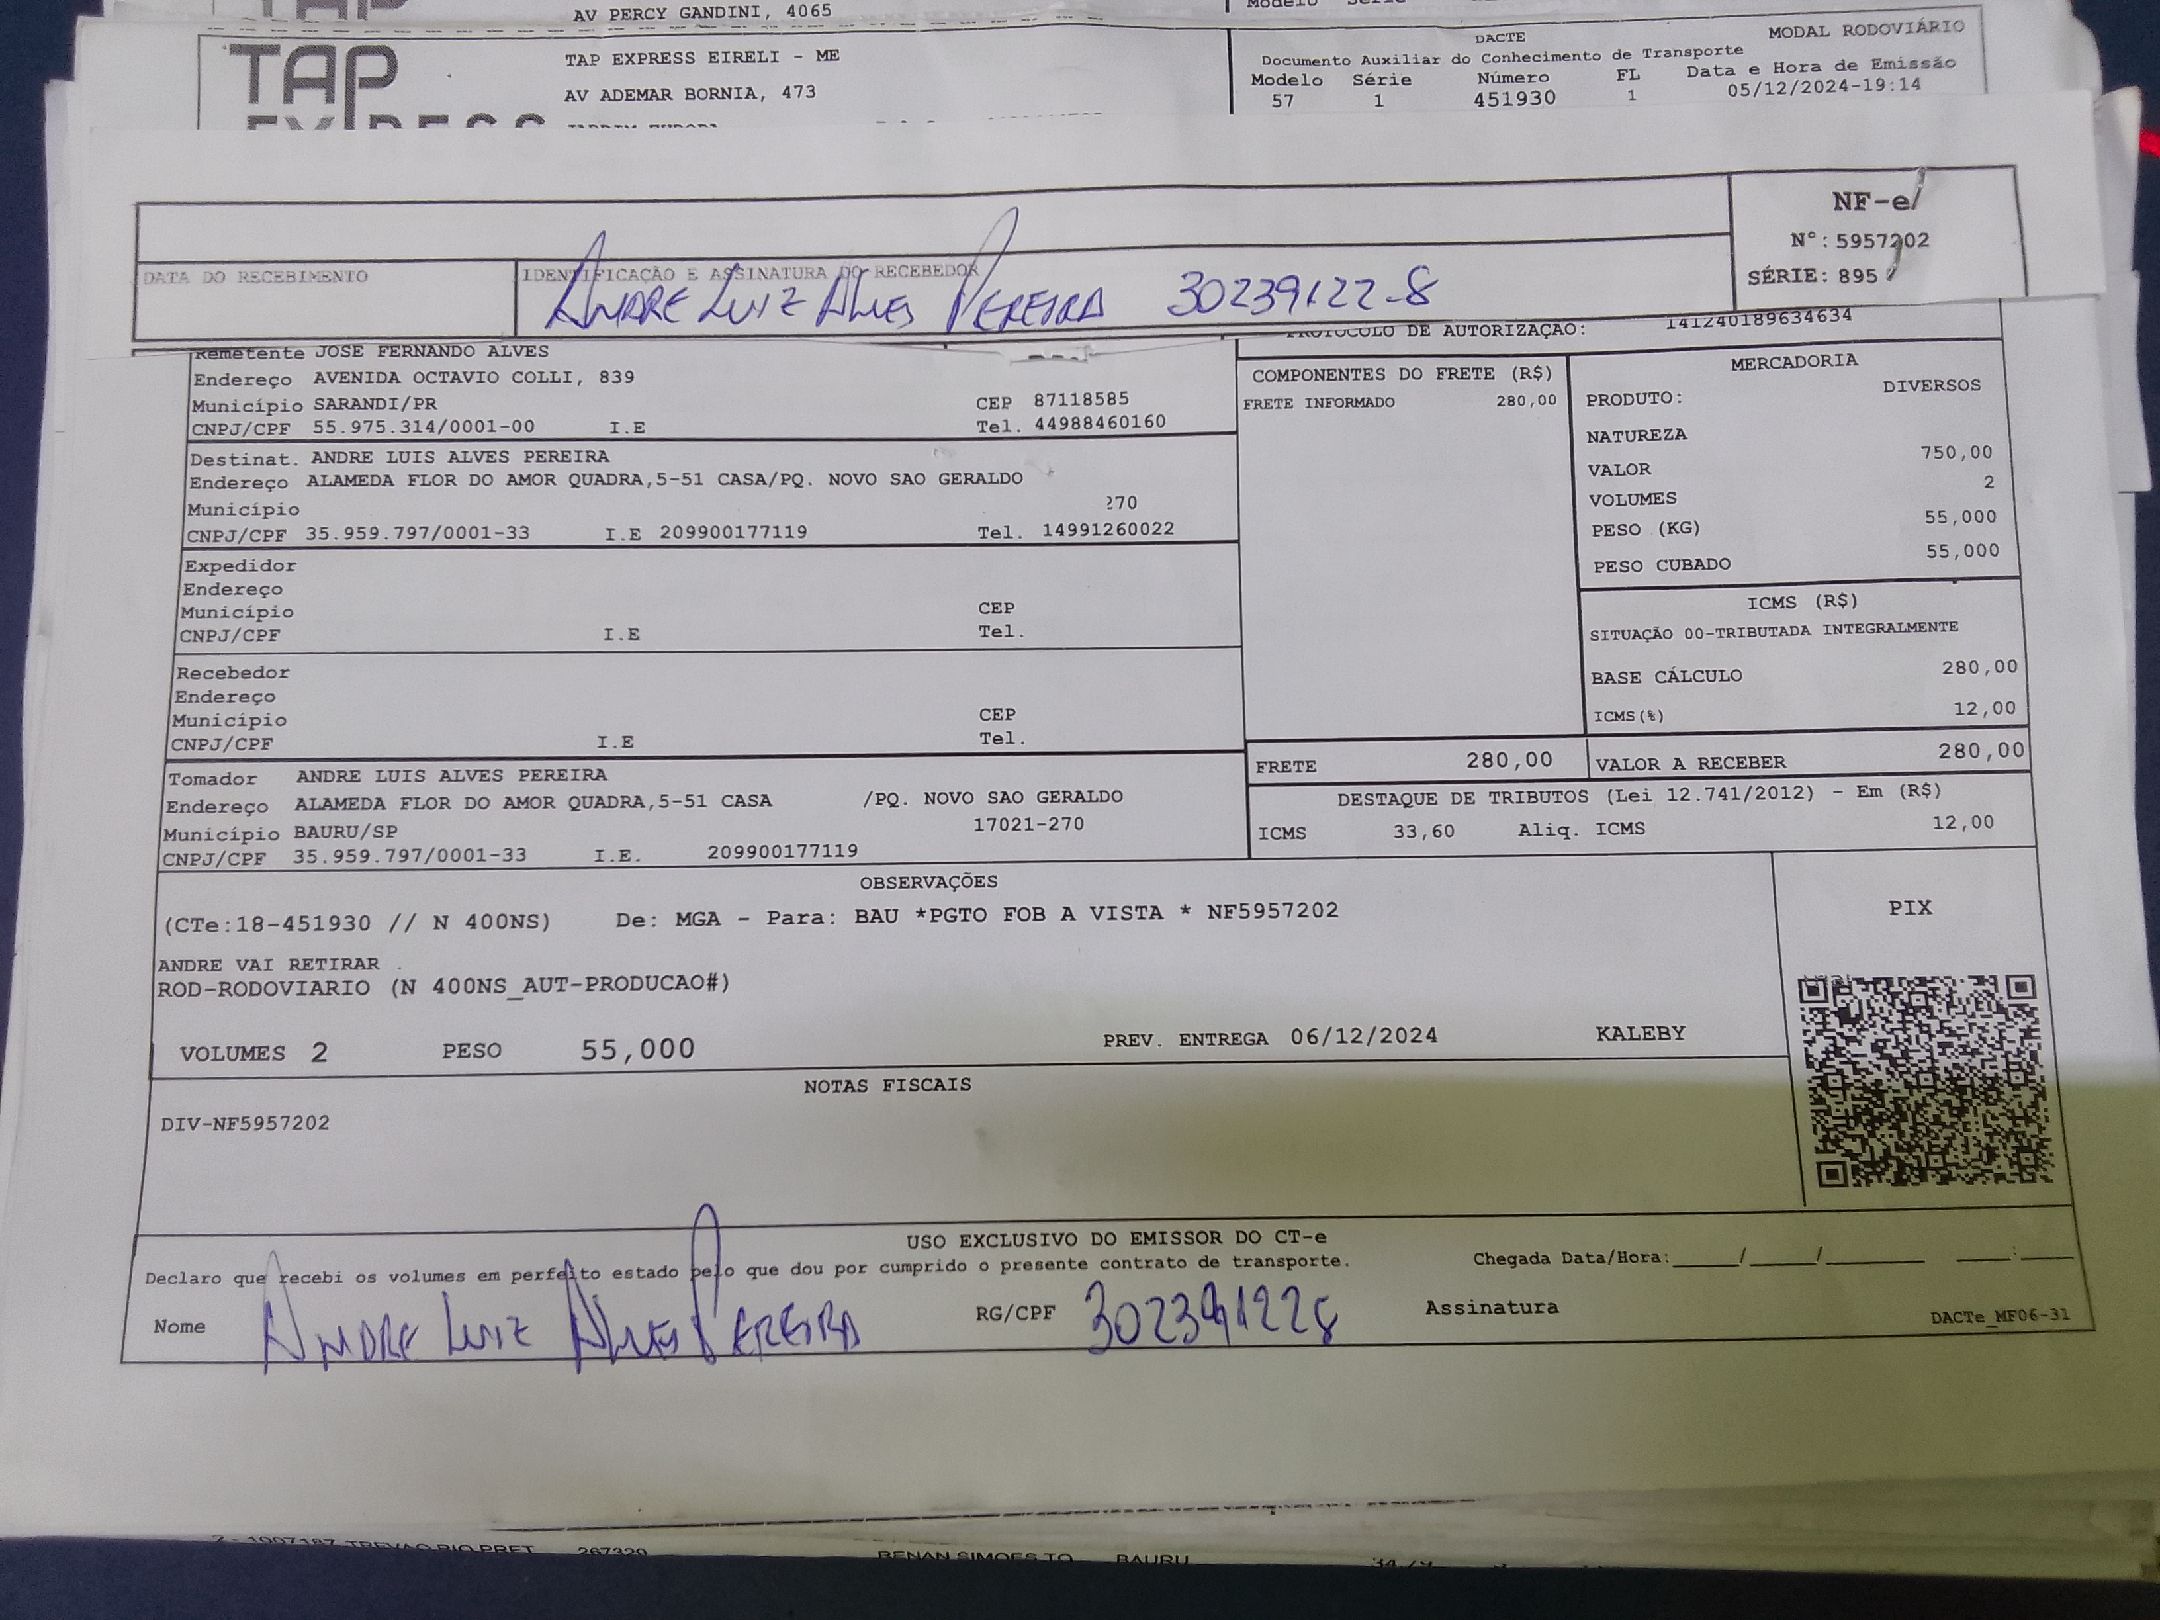 AV PERCY GANDINI, 4065
TAP
TAP EXPRESS EIRELI - ME
AV ADEMAR BORNIA, 473
DACTE
MODAL RODOVIÁRIO
Documento Auxiliar do Conhecimento de Transporte
Modelo Série Número FL Data e Hora de Emissão
57 1 451930 1 05/12/2024-19:14
EXPRESS
NF-e
Nº: 5957202
SÉRIE: 895
DATA DO RECEBIMENTO
IDENTIFICAÇÃO E ASSINATURA DO RECEBEDOR
ANDRE LUIZ ALVES PEREIRA 30239122-8
PROTOCOLO DE AUTORIZAÇÃO: 141240189634634
Remetente JOSE FERNANDO ALVES
Endereço AVENIDA OCTAVIO COLLI, 839
Município SARANDI/PR CEP 87118585
CNPJ/CPF 55.975.314/0001-00 I.E Tel. 44988460160
Destinat. ANDRE LUIS ALVES PEREIRA
Endereço ALAMEDA FLOR DO AMOR QUADRA,5-51 CASA/PQ. NOVO SAO GERALDO
Município 270
CNPJ/CPF 35.959.797/0001-33 I.E 209900177119 Tel. 14991260022
Expedidor
Endereço
Município CEP
CNPJ/CPF I.E Tel.
Recebedor
Endereço
Município CEP
CNPJ/CPF I.E Tel.
Tomador ANDRE LUIS ALVES PEREIRA
Endereço ALAMEDA FLOR DO AMOR QUADRA,5-51 CASA /PQ. NOVO SAO GERALDO
Município BAURU/SP 17021-270
CNPJ/CPF 35.959.797/0001-33 I.E. 209900177119
COMPONENTES DO FRETE (R$)
FRETE INFORMADO 280,00
MERCADORIA
PRODUTO: DIVERSOS
NATUREZA
VALOR 750,00
VOLUMES 2
PESO (KG) 55,000
PESO CUBADO 55,000
ICMS (R$)
SITUAÇÃO 00-TRIBUTADA INTEGRALMENTE
BASE CÁLCULO 280,00
ICMS(%) 12,00
FRETE 280,00 VALOR A RECEBER 280,00
DESTAQUE DE TRIBUTOS (Lei 12.741/2012) - Em (R$)
ICMS 33,60 Aliq. ICMS 12,00
OBSERVAÇÕES
(CTe:18-451930 // N 400NS) De: MGA - Para: BAU *PGTO FOB A VISTA * NF5957202
ANDRE VAI RETIRAR .
ROD-RODOVIARIO (N 400NS_AUT-PRODUCAO#)
VOLUMES 2 PESO 55,000 PREV. ENTREGA 06/12/2024 KALEBY
PIX
NOTAS FISCAIS
DIV-NF5957202
USO EXCLUSIVO DO EMISSOR DO CT-e
Declaro que recebi os volumes em perfeito estado pelo que dou por cumprido o presente contrato de transporte.
Chegada Data/Hora:_____/_____/_______ ____:____
Nome ANDRE LUIZ ALVES PEREIRA RG/CPF 302391228 Assinatura
DACTe_MF06-31
267320
RENAN SIMOES TO BAURU